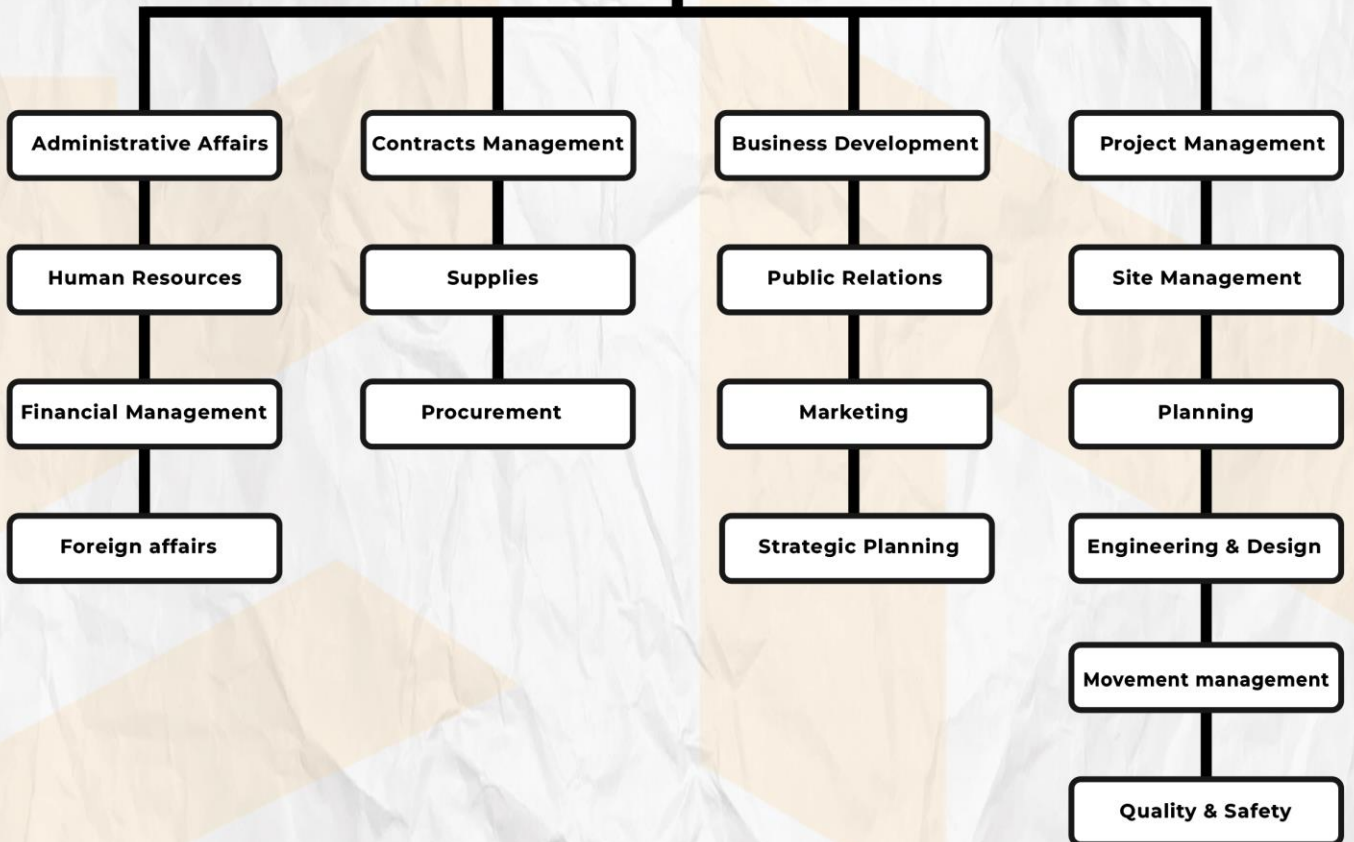 Administrative Affairs
Human Resources
Financial Management
Foreign affairs
Contracts Management
Supplies
Procurement
Business Development
Public Relations
Marketing
Strategic Planning
Project Management
Site Management
Planning
Engineering & Design
Movement management
Quality & Safety